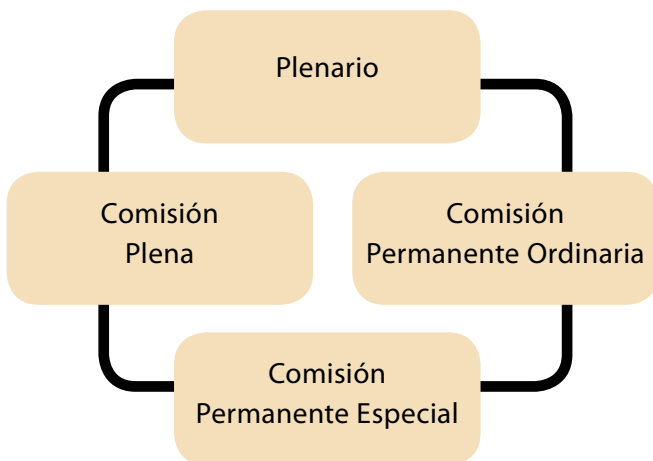 Plenario
Comisión
Plena
Comisión
Permanente Ordinaria
Comisión
Permanente Especial